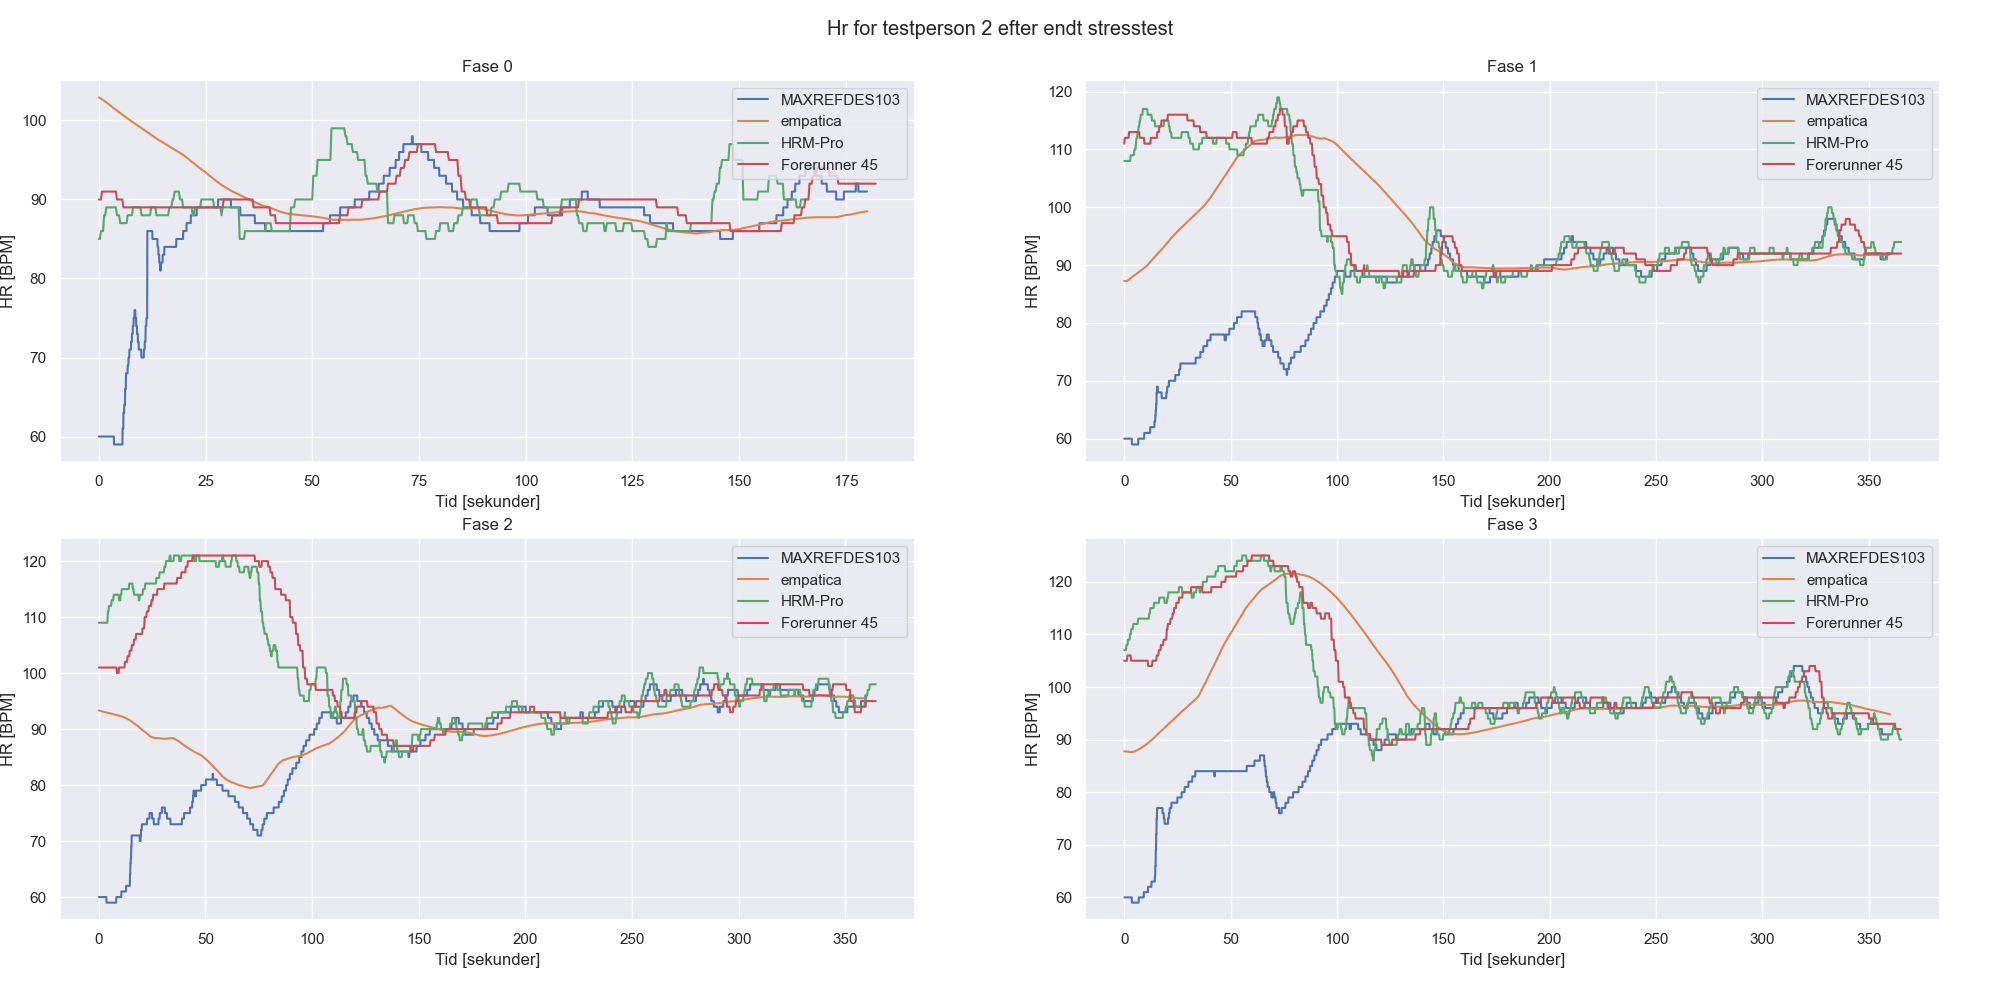 Hr for testperson 2 efter endt stresstest
Fase 0
HR [BPM]
100
90
80
70
60
MAXREFDES103
empatica
HRM-Pro
Forerunner 45
0 25 50 75 100 125 150 175
Tid [sekunder]
Fase 1
HR [BPM]
120
110
100
90
80
70
60
MAXREFDES103
empatica
HRM-Pro
Forerunner 45
0 50 100 150 200 250 300 350
Tid [sekunder]
Fase 2
HR [BPM]
120
110
100
90
80
70
60
MAXREFDES103
empatica
HRM-Pro
Forerunner 45
0 50 100 150 200 250 300 350
Tid [sekunder]
Fase 3
HR [BPM]
120
110
100
90
80
70
60
MAXREFDES103
empatica
HRM-Pro
Forerunner 45
0 50 100 150 200 250 300 350
Tid [sekunder]